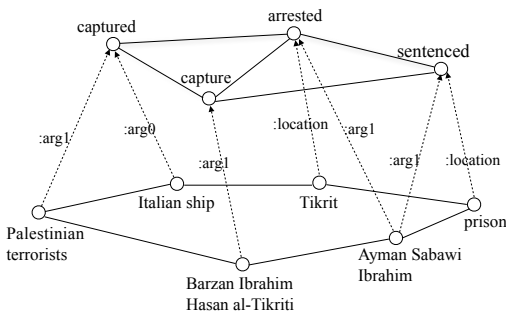 arrested
captured
sentenced
capture
:arg1
:arg0
:location
:arg1
:arg1
:arg1
:location
Italian ship
Tikrit
prison
Palestinian
terrorists
Ayman Sabawi
Ibrahim
Barzan Ibrahim
Hasan al-Tikriti